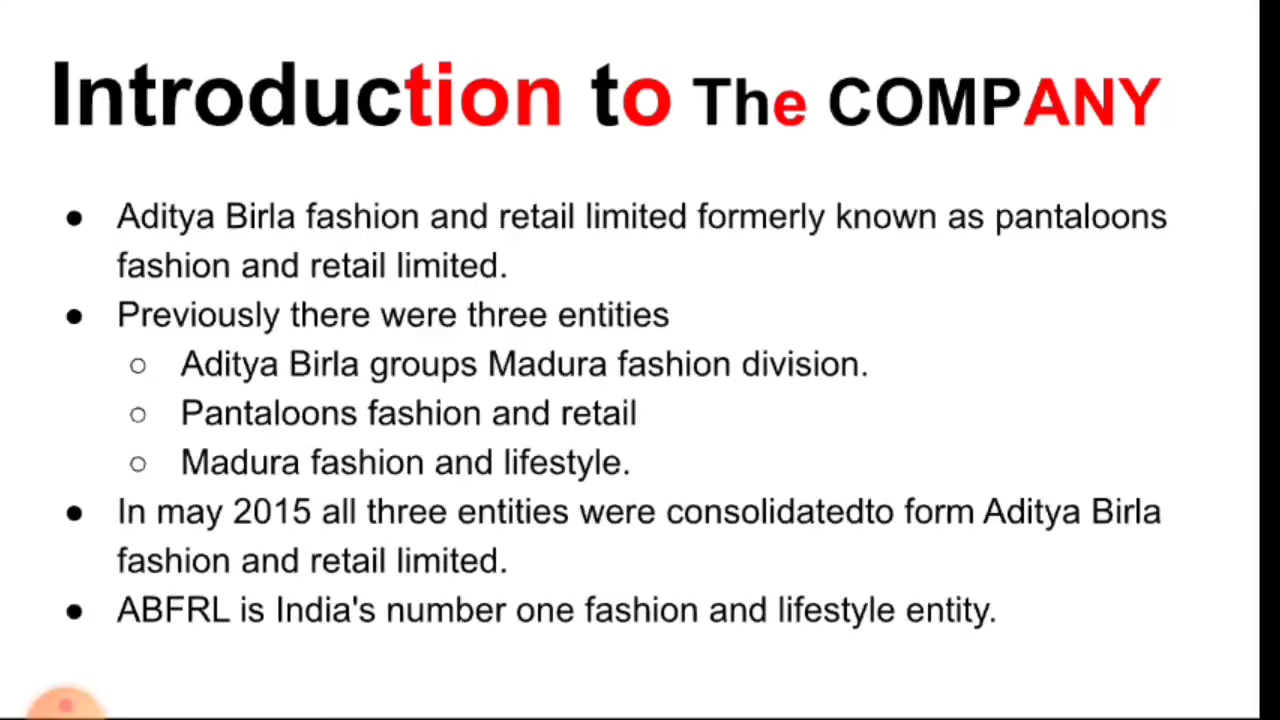 Introduction to The COMPANY
● Aditya Birla fashion and retail limited formerly known as pantaloons
fashion and retail limited.
● Previously there were three entities
○ Aditya Birla groups Madura fashion division.
○ Pantaloons fashion and retail
○ Madura fashion and lifestyle.
● In may 2015 all three entities were consolidatedto form Aditya Birla
fashion and retail limited.
● ABFRL is India's number one fashion and lifestyle entity.